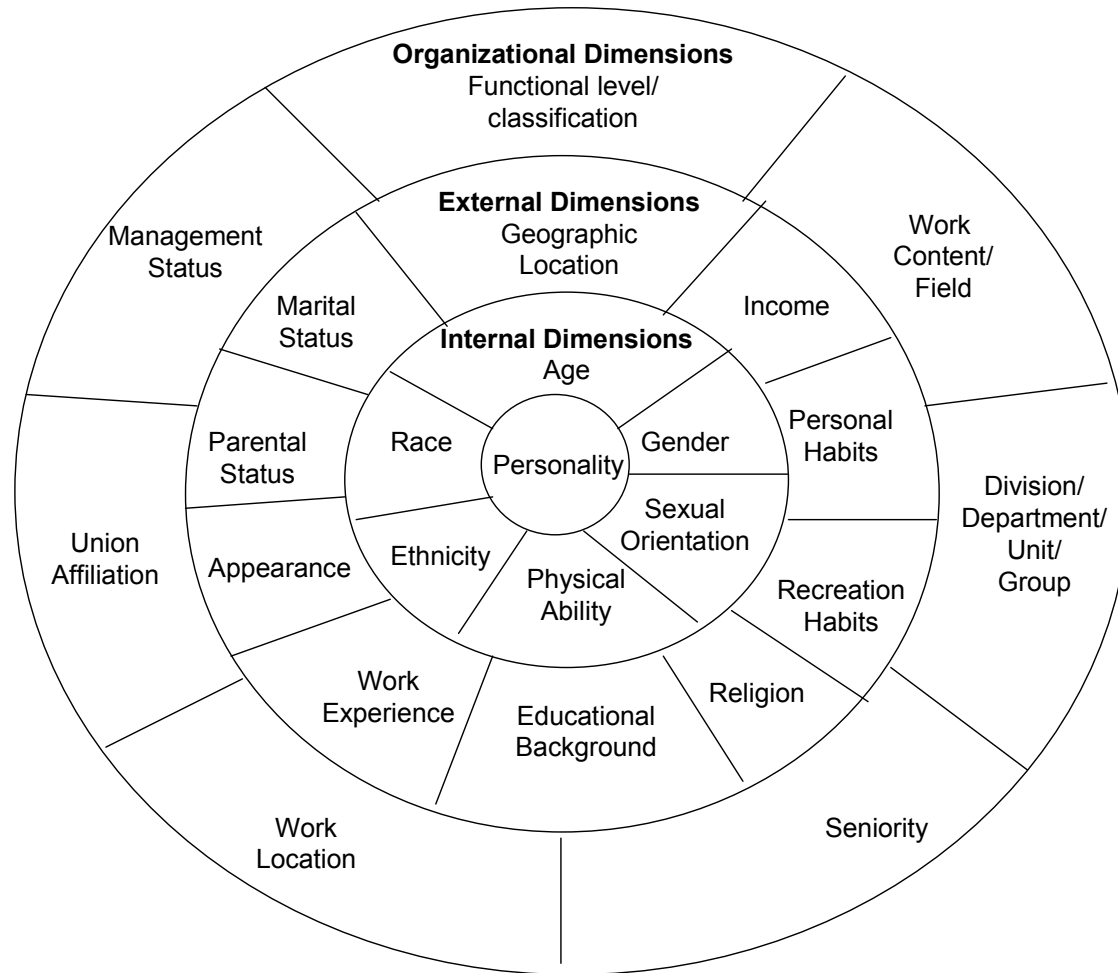 Organizational Dimensions
Functional level/
classification
Work
Content/
Field
Division/
Department/
Unit/
Group
Seniority
Work
Location
Union
Affiliation
Management
Status
External Dimensions
Geographic
Location
Income
Personal
Habits
Recreation
Habits
Religion
Educational
Background
Work
Experience
Appearance
Parental
Status
Marital
Status
Internal Dimensions
Age
Gender
Sexual
Orientation
Physical
Ability
Ethnicity
Race
Personality